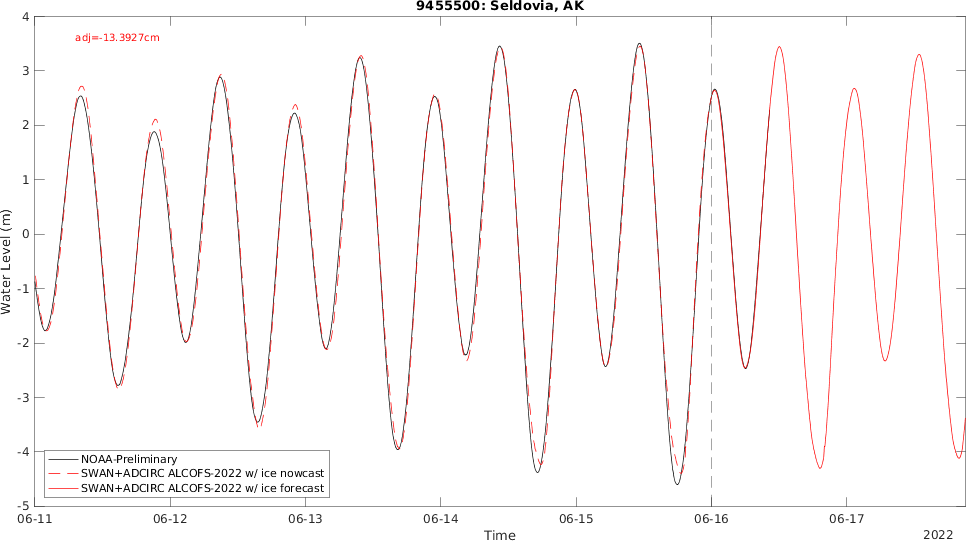 9455500: Seldovia, AK
adj=-13.3927cm
Water Level (m)
4
3
2
1
0
-1
-2
-3
-4
-5
NOAA-Preliminary
SWAN+ADCIRC ALCOFS-2022 w/ ice nowcast
SWAN+ADCIRC ALCOFS-2022 w/ ice forecast
06-11 06-12 06-13 06-14 06-15 06-16 06-17
Time
2022